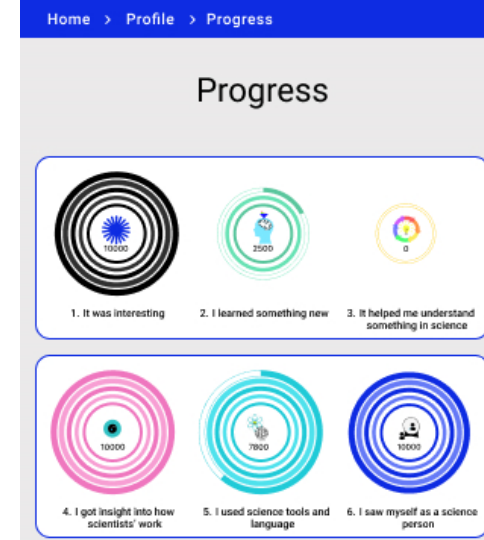 Home > Profile > Progress
Progress
10000
2500
0
1. It was interesting
2. I learned something new
3. It helped me understand
something in science
10000
7800
10000
4. I got insight into how
scientists' work
5. I used science tools and
language
6. I saw myself as a science
person